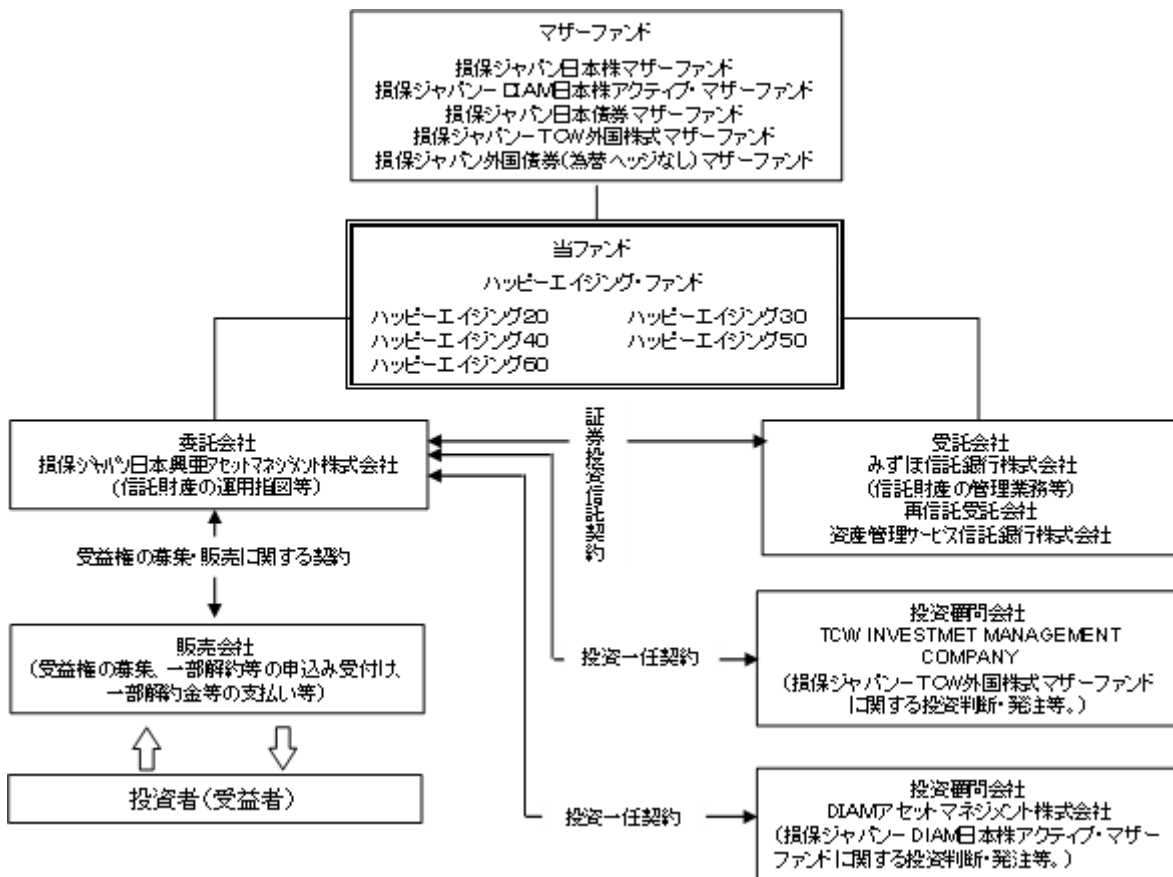 マザーファンド
損保ジャパン日本株マザーファンド
損保ジャパン－DIAM日本株アクティブ・マザーファンド
損保ジャパン日本債券マザーファンド
損保ジャパン－TCW外国株式マザーファンド
損保ジャパン外国債券(為替ヘッジなし)マザーファンド
当ファンド
ハッピーエイジング・ファンド
ハッピーエイジング20 ハッピーエイジング30
ハッピーエイジング40 ハッピーエイジング50
ハッピーエイジング60
委託会社
損保ジャパン日本興亜アセットマネジメント株式会社
(信託財産の運用指図等)
証券投資信託契約
受託会社
みずほ信託銀行株式会社
(信託財産の管理業務等)
再信託受託会社
資産管理サービス信託銀行株式会社
受益権の募集・販売に関する契約
販売会社
(受益権の募集、一部解約等の申込み受付け、
一部解約金等の支払い等)
投資者(受益者)
投資一任契約
投資顧問会社
TCW INVESTMET MANAGEMENT
COMPANY
(損保ジャパン－TCW外国株式マザーファンド
に関する投資判断・発注等。)
投資一任契約
投資顧問会社
DIAMアセットマネジメント株式会社
(損保ジャパン－DIAM日本株アクティブ・マザー
ファンドに関する投資判断・発注等。)